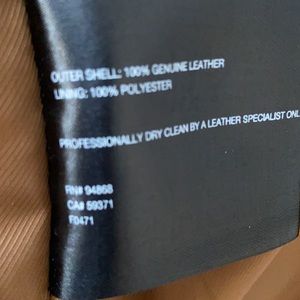 OUTER SHELL: 100% GENUINE LEATHER
LINING: 100% POLYESTER
PROFESSIONALLY DRY CLEAN BY A LEATHER SPECIALIST ONL
RN# 94868
CA# 59371
F0471